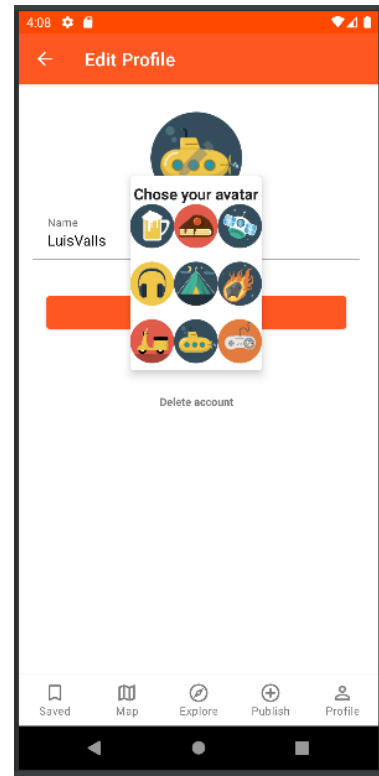 4:08
Edit Profile
Chose your avatar
Name
LuisValls
Delete account
Saved Map Explore Publish Profile